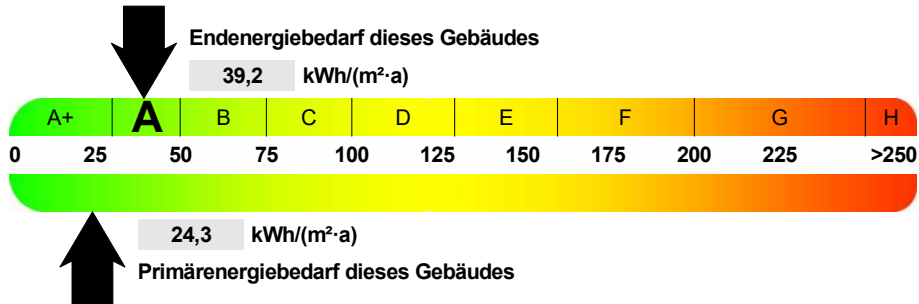 Endenergiebedarf dieses Gebäudes
39,2 kWh/(m²·a)
A+ A B C D E F G H
0 25 50 75 100 125 150 175 200 225 >250
24,3 kWh/(m²·a)
Primärenergiebedarf dieses Gebäudes